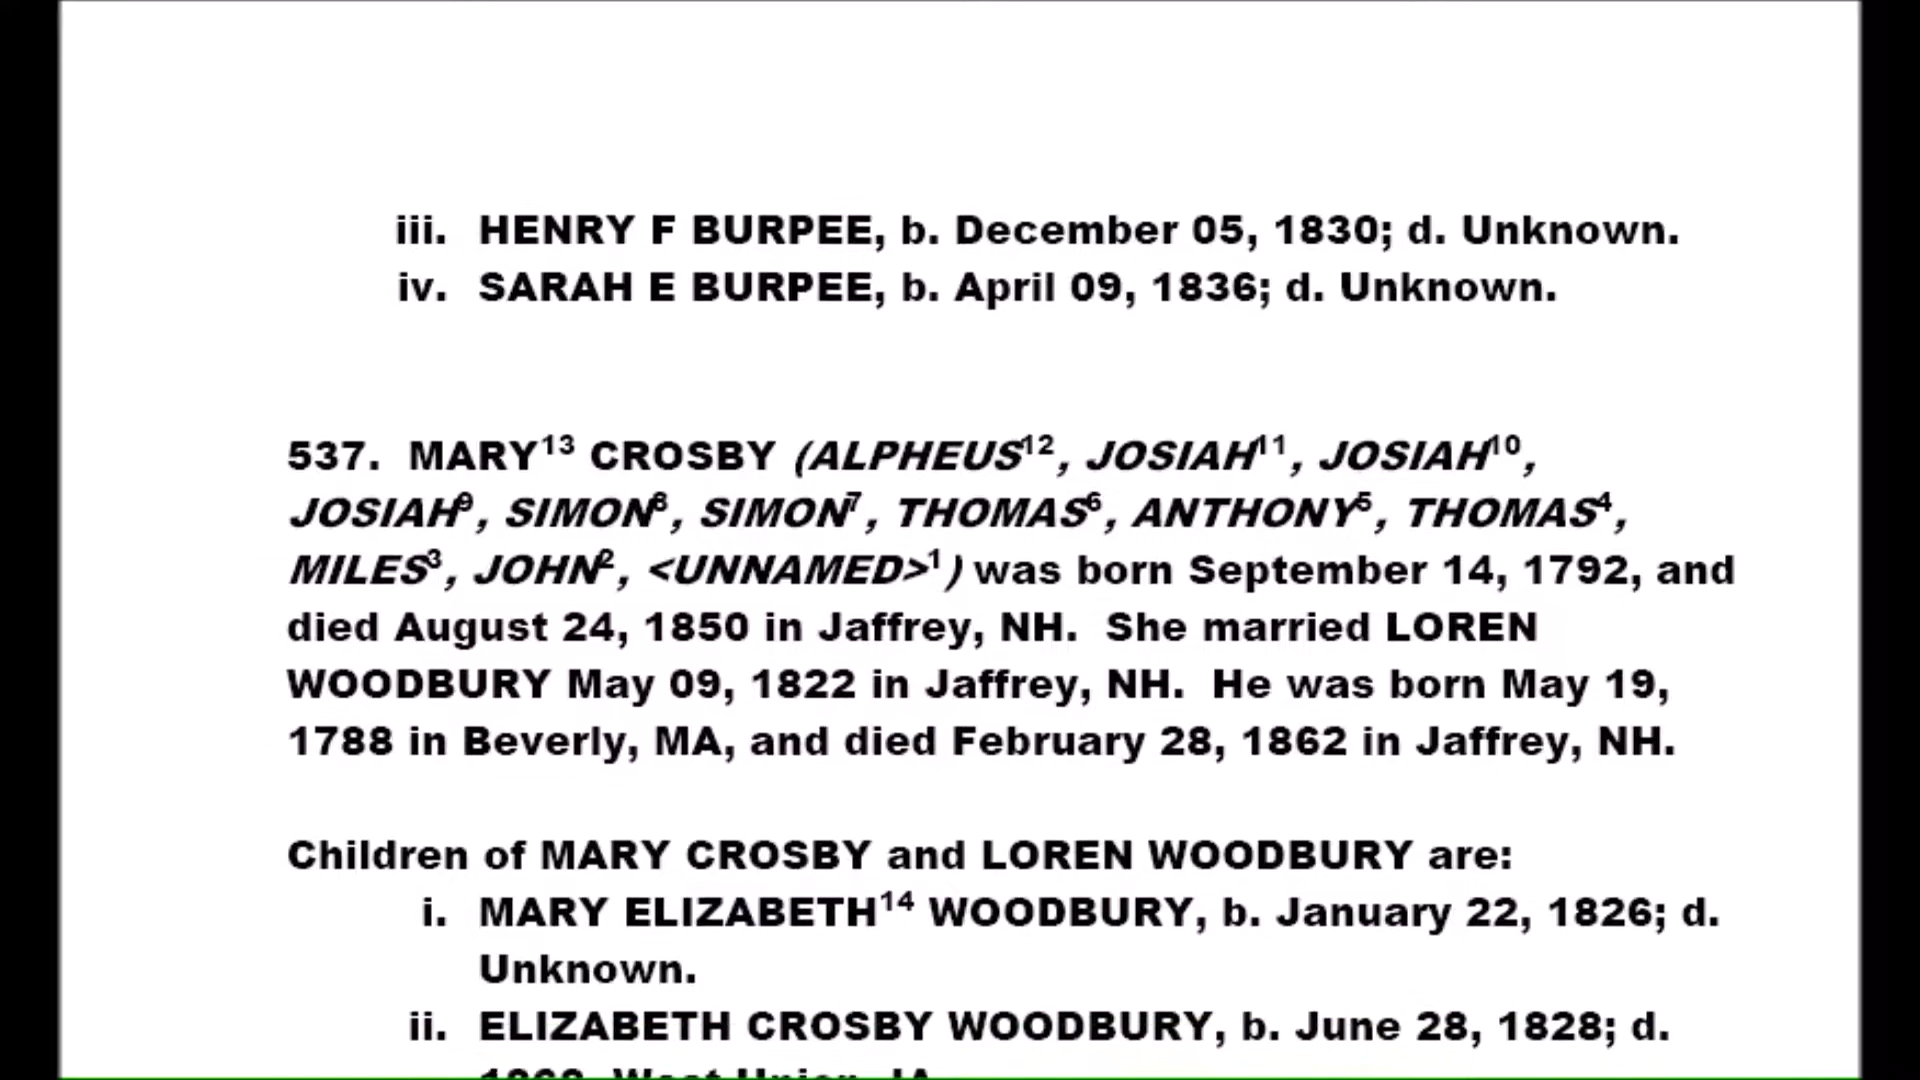 iii. HENRY F BURPEE, b. December 05, 1830; d. Unknown.
iv. SARAH E BURPEE, b. April 09, 1836; d. Unknown.
537. MARY¹³ CROSBY (ALPHEUS¹², JOSIAH¹¹, JOSIAH¹⁰,
JOSIAH⁹, SIMON⁸, SIMON⁷, THOMAS⁶, ANTHONY⁵, THOMAS⁴,
MILES³, JOHN², <UNNAMED>¹) was born September 14, 1792, and
died August 24, 1850 in Jaffrey, NH. She married LOREN
WOODBURY May 09, 1822 in Jaffrey, NH. He was born May 19,
1788 in Beverly, MA, and died February 28, 1862 in Jaffrey, NH.
Children of MARY CROSBY and LOREN WOODBURY are:
i. MARY ELIZABETH¹⁴ WOODBURY, b. January 22, 1826; d.
Unknown.
ii. ELIZABETH CROSBY WOODBURY, b. June 28, 1828; d.
West Union, IA